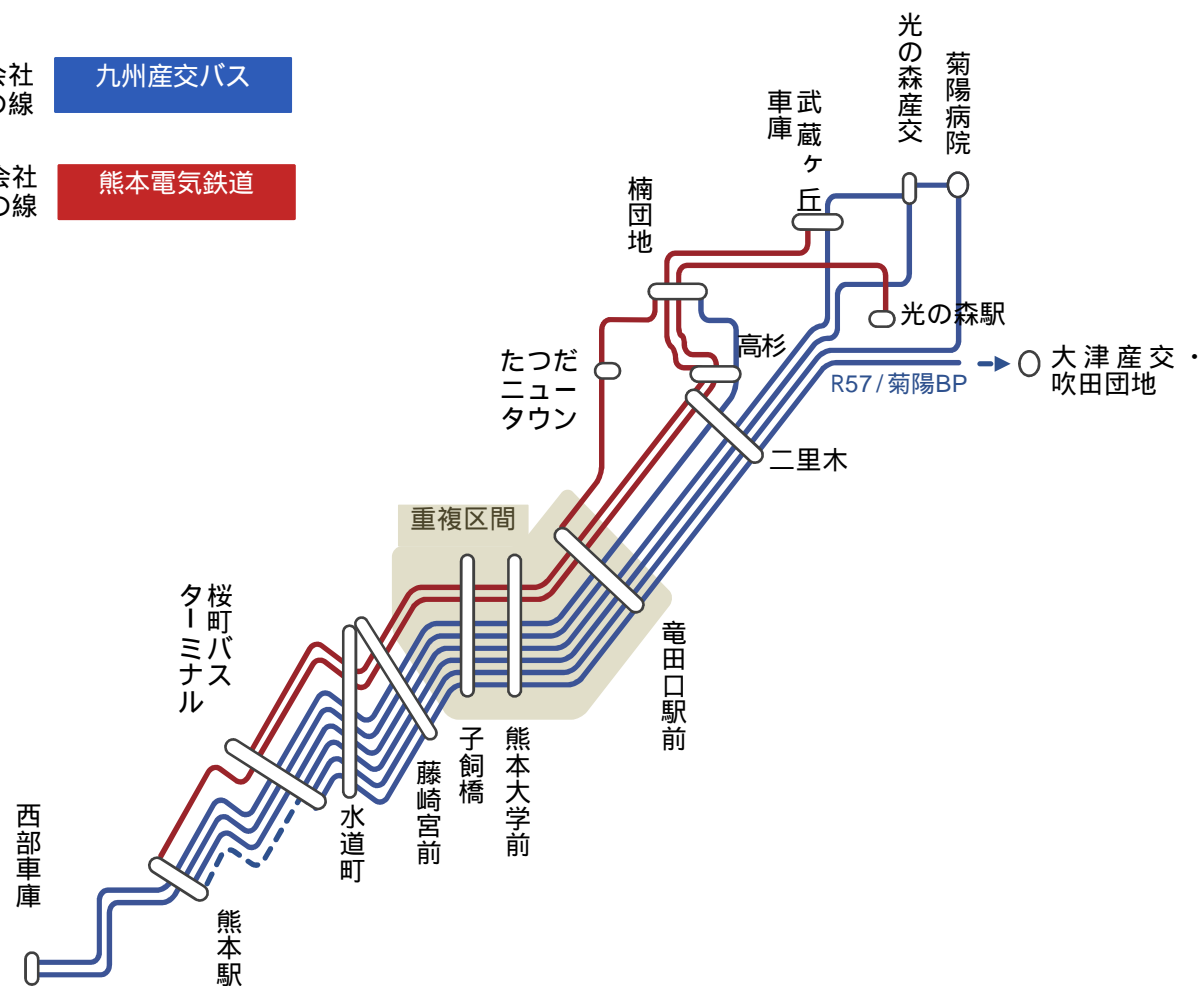 会社
の線
九州産交バス
会社
の線
熊本電気鉄道
光の森産交
菊陽病院
武蔵ヶ丘
車庫
楠団地
光の森駅
高杉
たつだ
ニュー
タウン
R57/菊陽BP
大津産交・
吹田団地
二里木
重複区間
桜町バス
ターミナル
竜田口駅前
子飼橋
熊本大学前
藤崎宮前
水道町
西部車庫
熊本駅